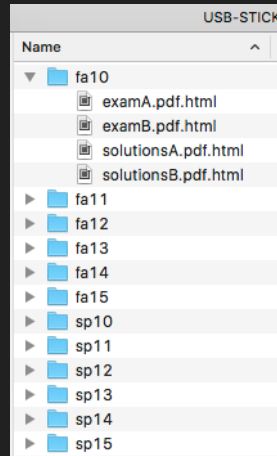 USB-STICK
Name
fa10
examA.pdf.html
examB.pdf.html
solutionsA.pdf.html
solutionsB.pdf.html
fa11
fa12
fa13
fa14
fa15
sp10
sp11
sp12
sp13
sp14
sp15